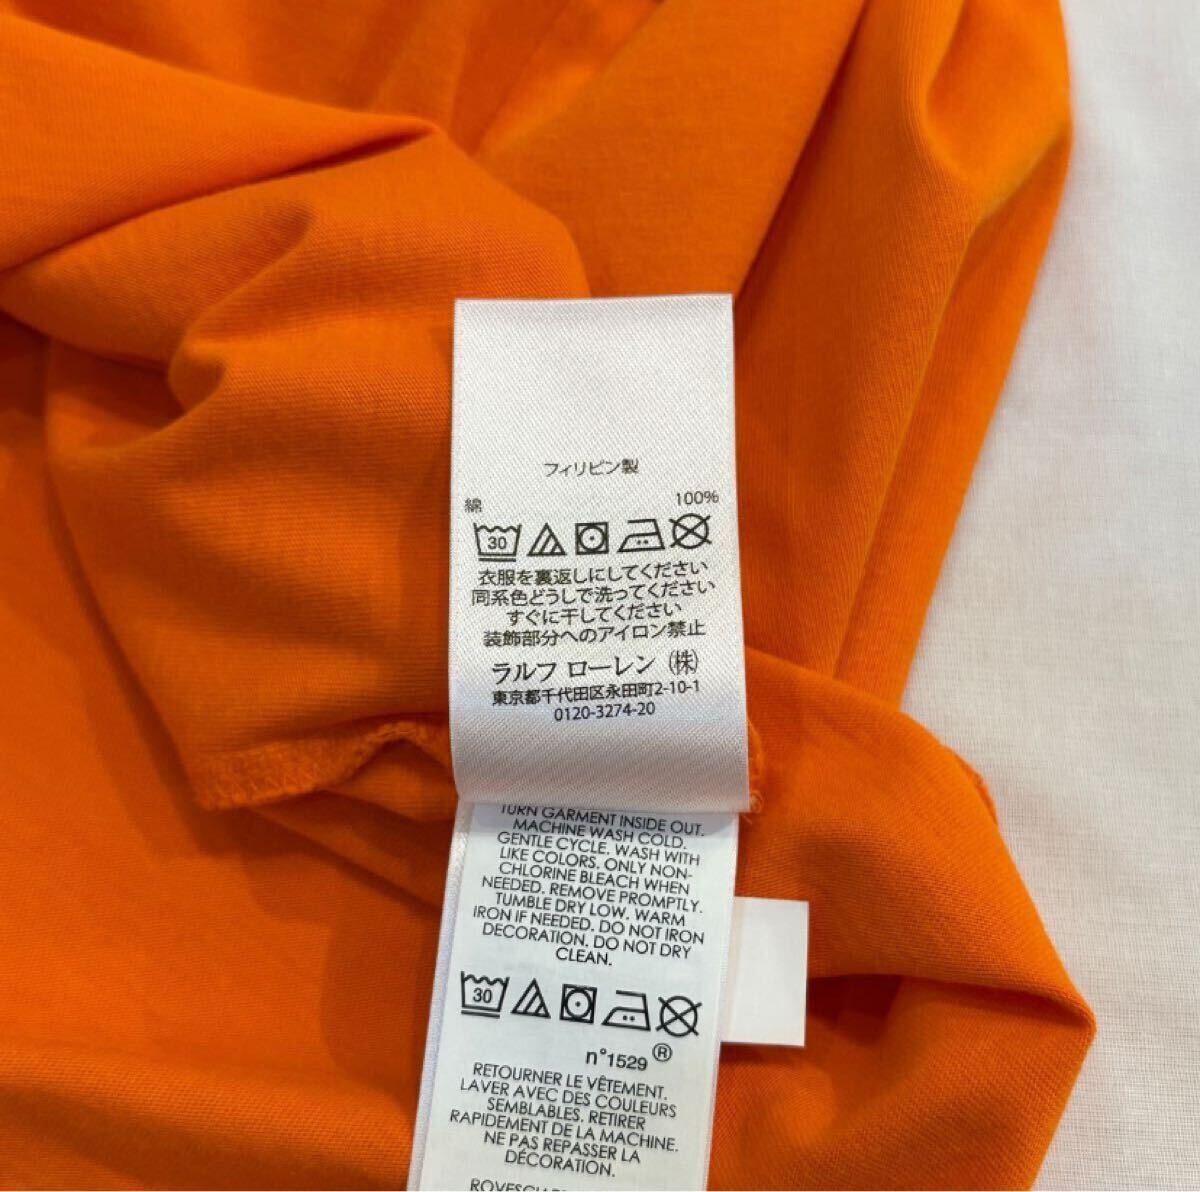 フィリピン製
綿 100%
30
衣服を裏返しにしてください
同系色どうしで洗ってください
すぐに干してください
装飾部分へのアイロン禁止
ラルフ ローレン (株)
東京都千代田区永田町2-10-1
0120-3274-20
TURN GARMENT INSIDE OUT.
MACHINE WASH COLD.
GENTLE CYCLE. WASH WITH
LIKE COLORS. ONLY NON-
CHLORINE BLEACH WHEN
NEEDED. REMOVE PROMPTLY.
TUMBLE DRY LOW. WARM
IRON IF NEEDED. DO NOT IRON
DECORATION. DO NOT DRY
CLEAN.
30
n°1529 ®
RETOURNER LE VÊTEMENT.
LAVER AVEC DES COULEURS
SEMBLABLES. RETIRER
RAPIDEMENT DE LA MACHINE.
NE PAS REPASSER LA
DÉCORATION.